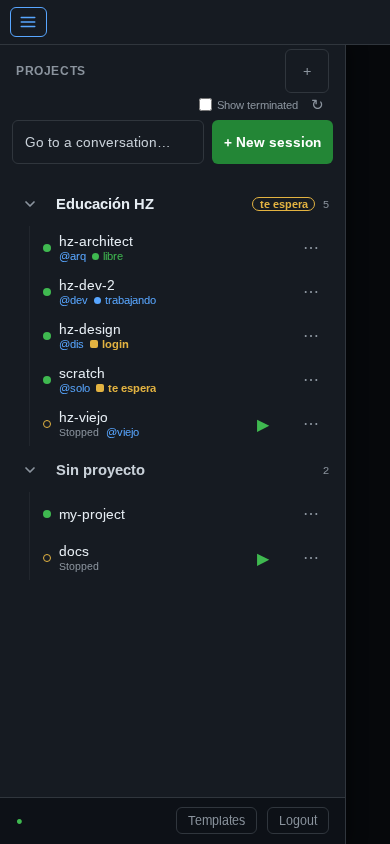 PROJECTS
+
Show terminated ↻
Go to a conversation…
+ New session
Educación HZ te espera 5
hz-architect ⋯
@arq libre
hz-dev-2 ⋯
@dev trabajando
hz-design ⋯
@dis login
scratch ⋯
@solo te espera
hz-viejo ▶ ⋯
Stopped @viejo
Sin proyecto 2
my-project ⋯
docs ▶ ⋯
Stopped
Templates Logout